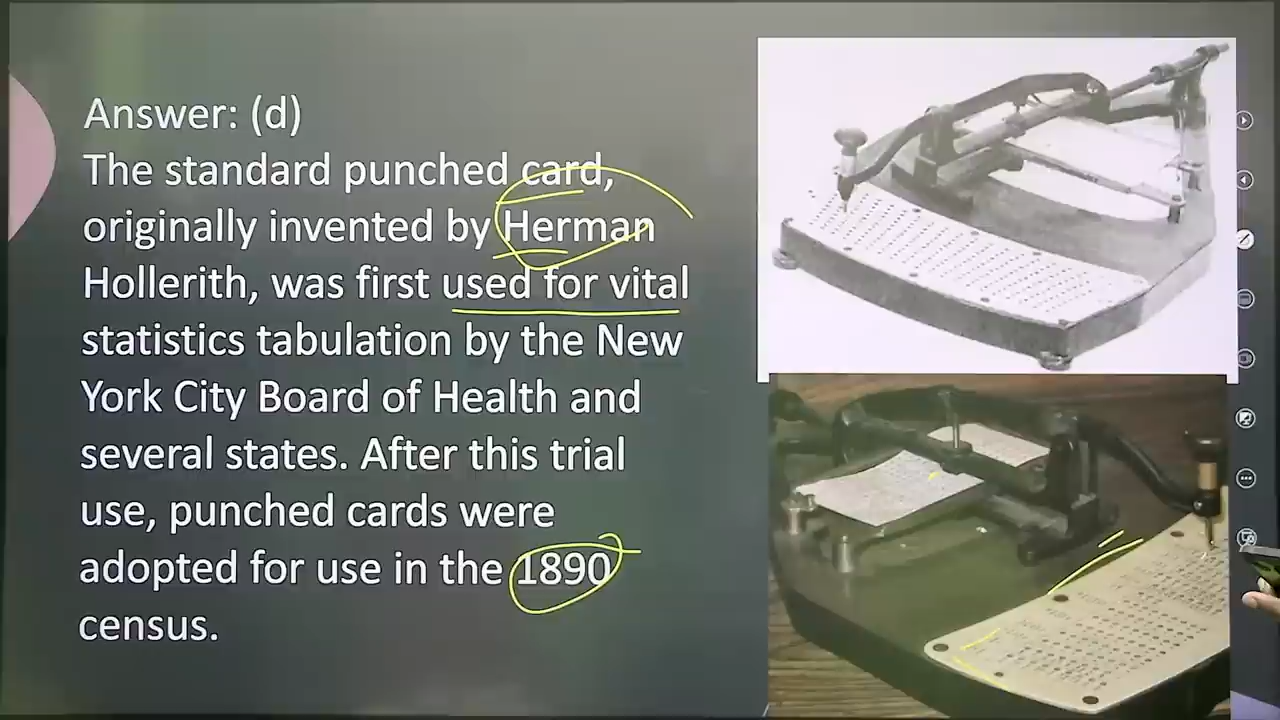 Answer: (d)
The standard punched card,
originally invented by Herman
Hollerith, was first used for vital
statistics tabulation by the New
York City Board of Health and
several states. After this trial
use, punched cards were
adopted for use in the 1890
census.